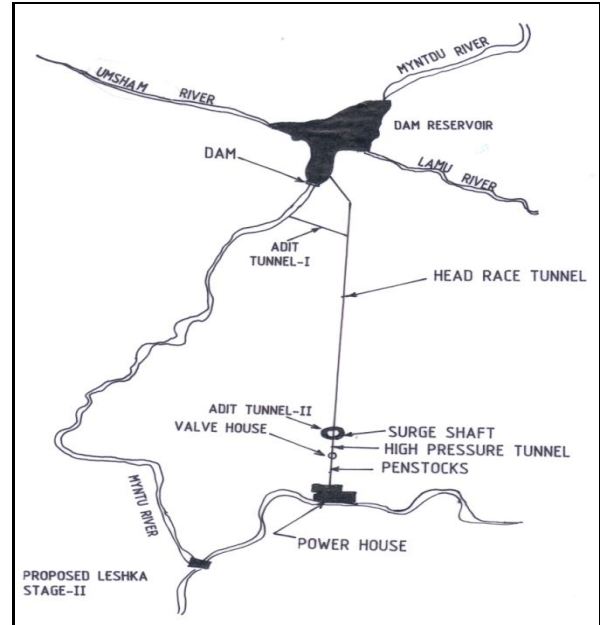 MYNTDU RIVER
UMSHAM RIVER
DAM RESERVOIR
DAM
LAMU RIVER
ADIT
TUNNEL-I
HEAD RACE TUNNEL
ADIT TUNNEL-II
VALVE HOUSE
SURGE SHAFT
HIGH PRESSURE TUNNEL
PENSTOCKS
MYNTU RIVER
POWER HOUSE
PROPOSED LESHKA
STAGE-II